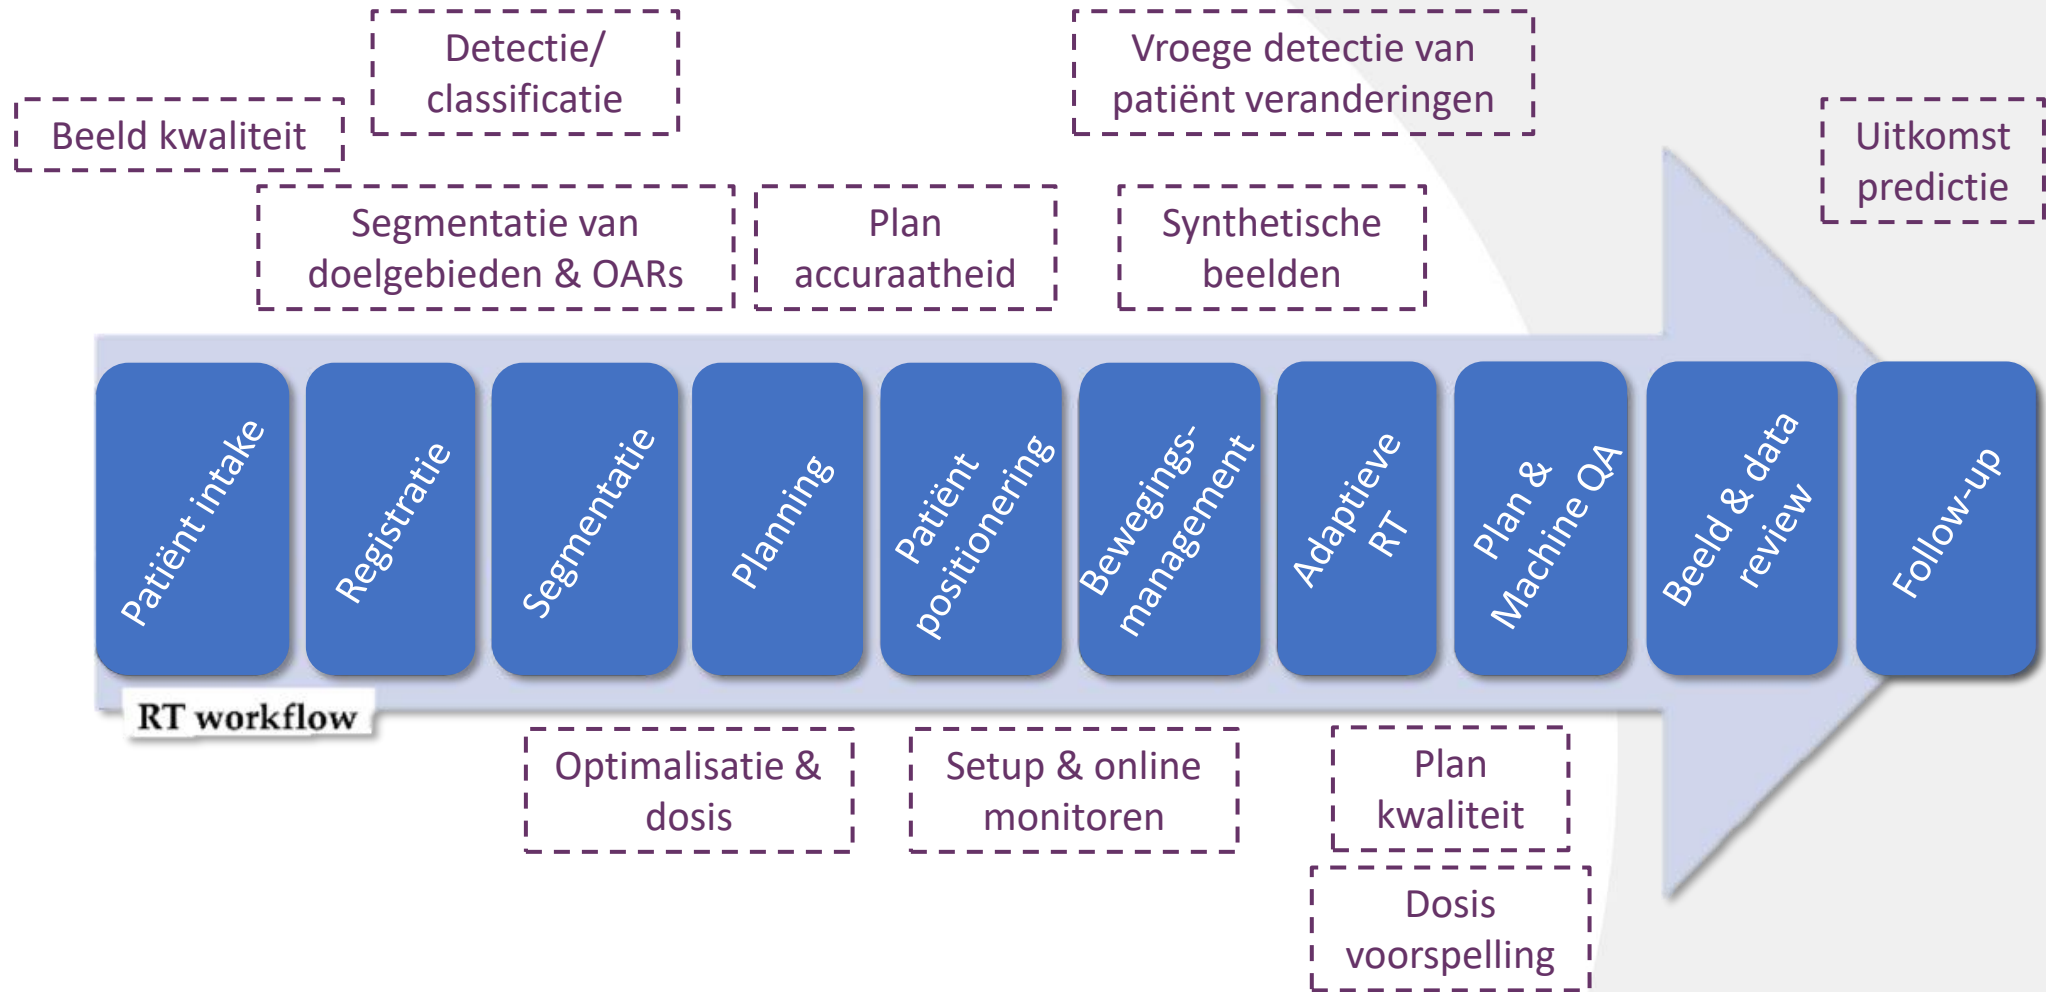 Detectie/
classificatie
Vroege detectie van
patiënt veranderingen
Beeld kwaliteit
Uitkomst
predictie
Segmentatie van
doelgebieden & OARs
Plan
accuraatheid
Synthetische
beelden
Patiënt intake
Registratie
Segmentatie
Planning
Patiënt
positionering
Bewegings-
management
Adaptieve
RT
Plan &
Machine QA
Beeld & data
review
Follow-up
RT workflow
Optimalisatie &
dosis
Setup & online
monitoren
Plan
kwaliteit
Dosis
voorspelling